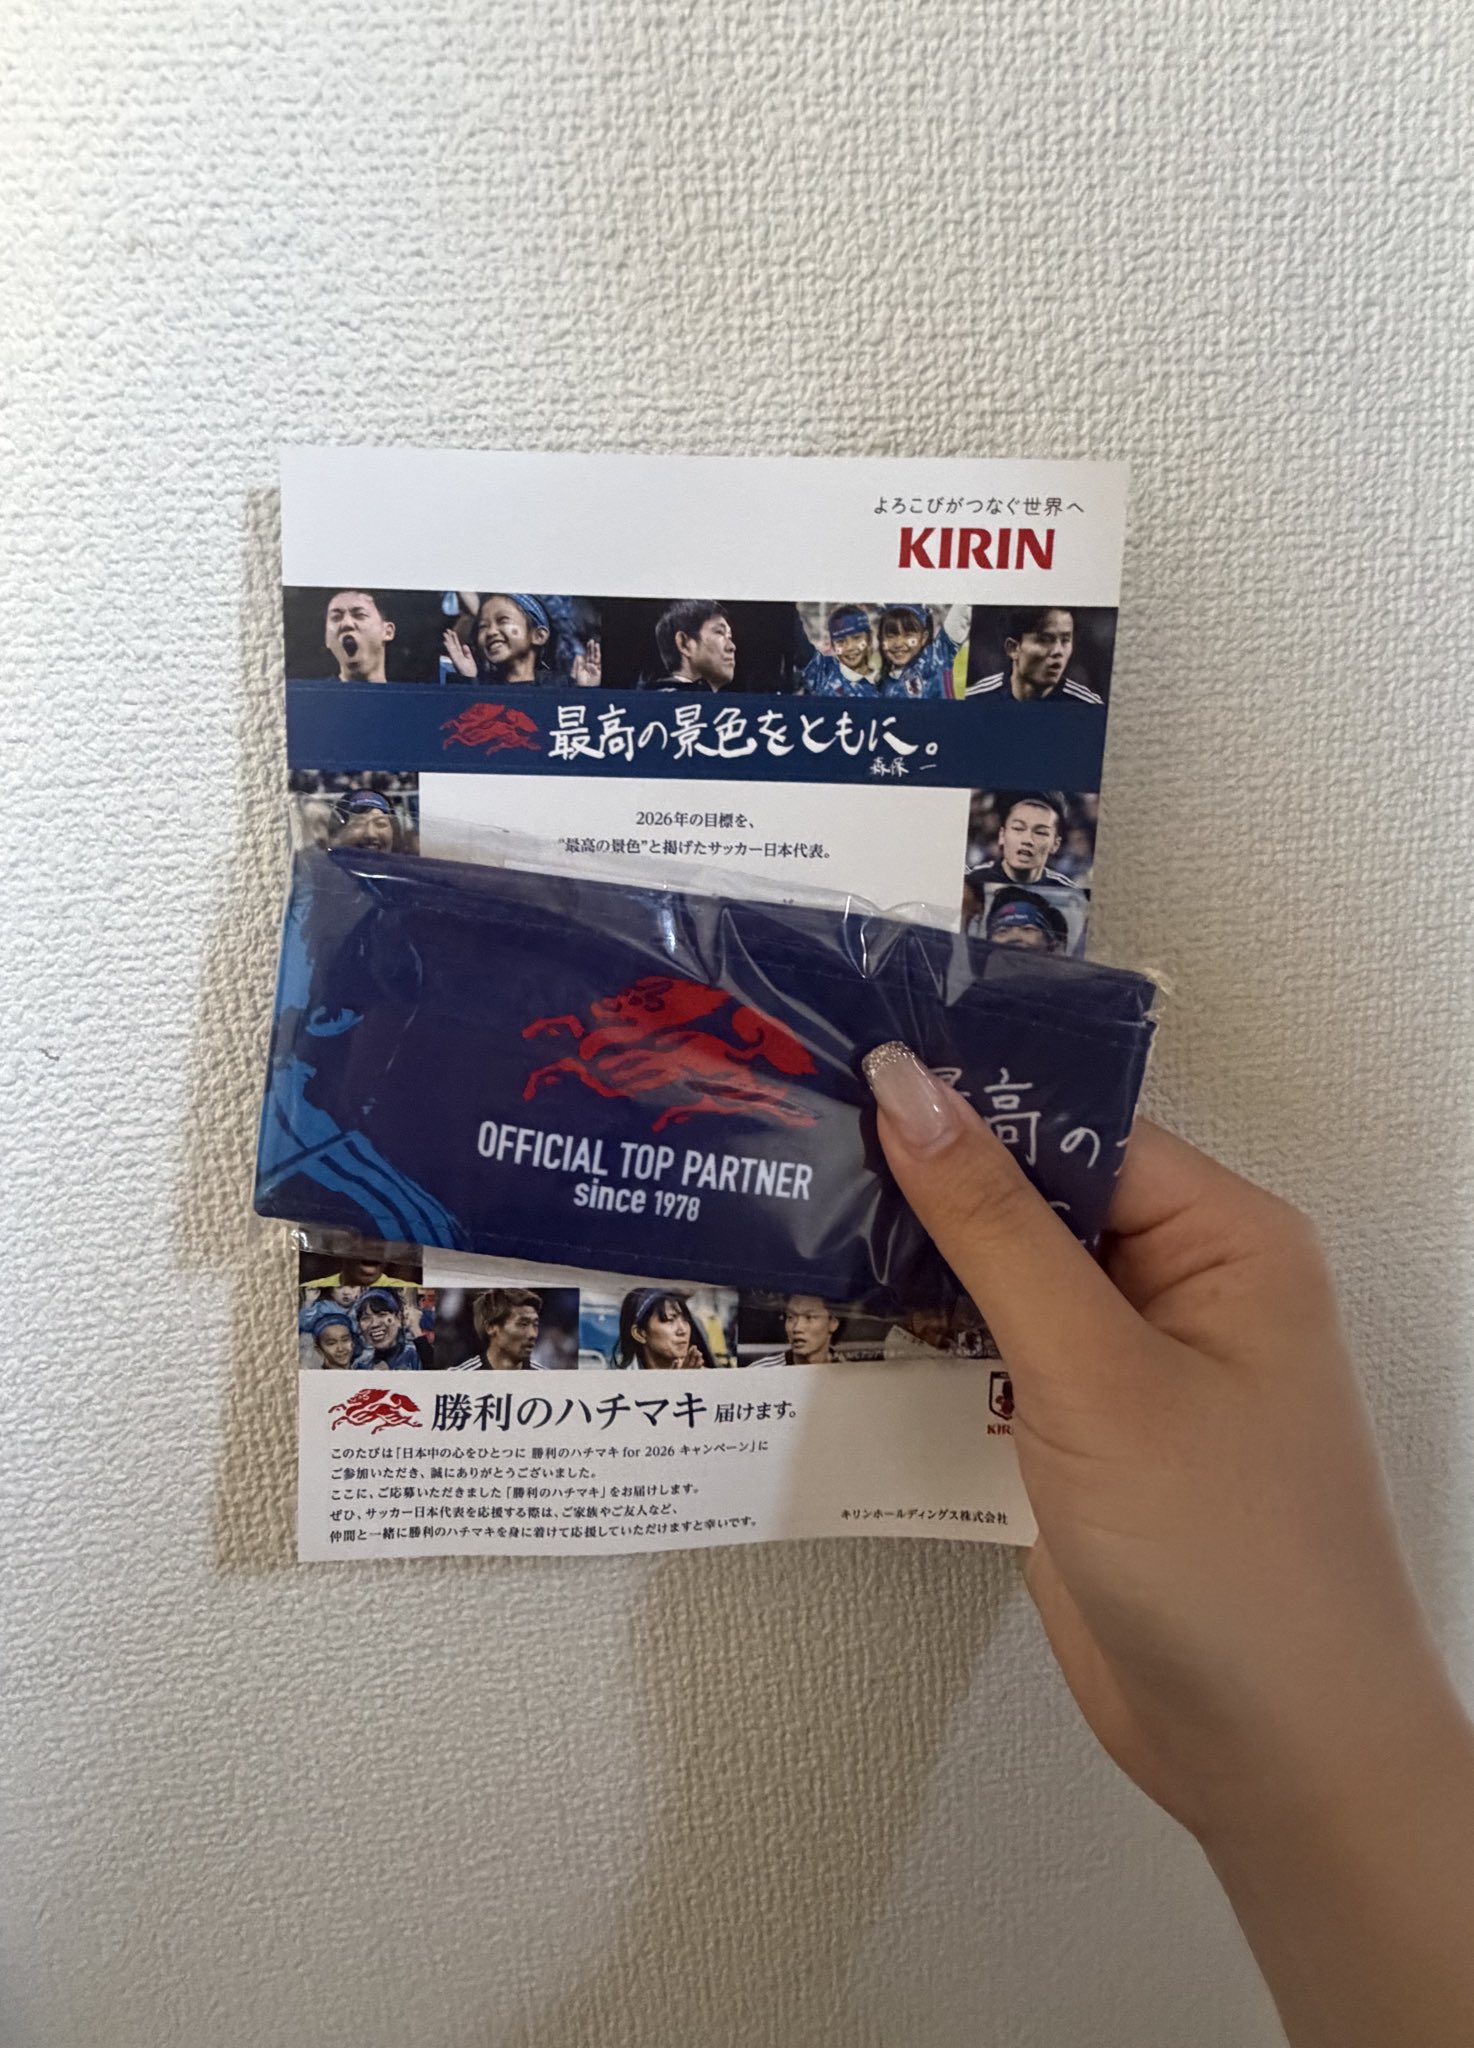 よろこびがつなぐ世界へ
KIRIN
最高の景色をともに。
森保 一
2026年の目標を、
“最高の景色”と掲げたサッカー日本代表。
OFFICIAL TOP PARTNER
since 1978
高の
勝利のハチマキ 届けます。
このたびは「日本中の心をひとつに 勝利のハチマキ for 2026 キャンペーン」に
ご参加いただき、誠にありがとうございました。
ここに、ご応募いただきました「勝利のハチマキ」をお届けします。
ぜひ、サッカー日本代表を応援する際は、ご家族やご友人など、
仲間と一緒に勝利のハチマキを身に着けて応援していただけますと幸いです。
キリンホールディングス株式会社